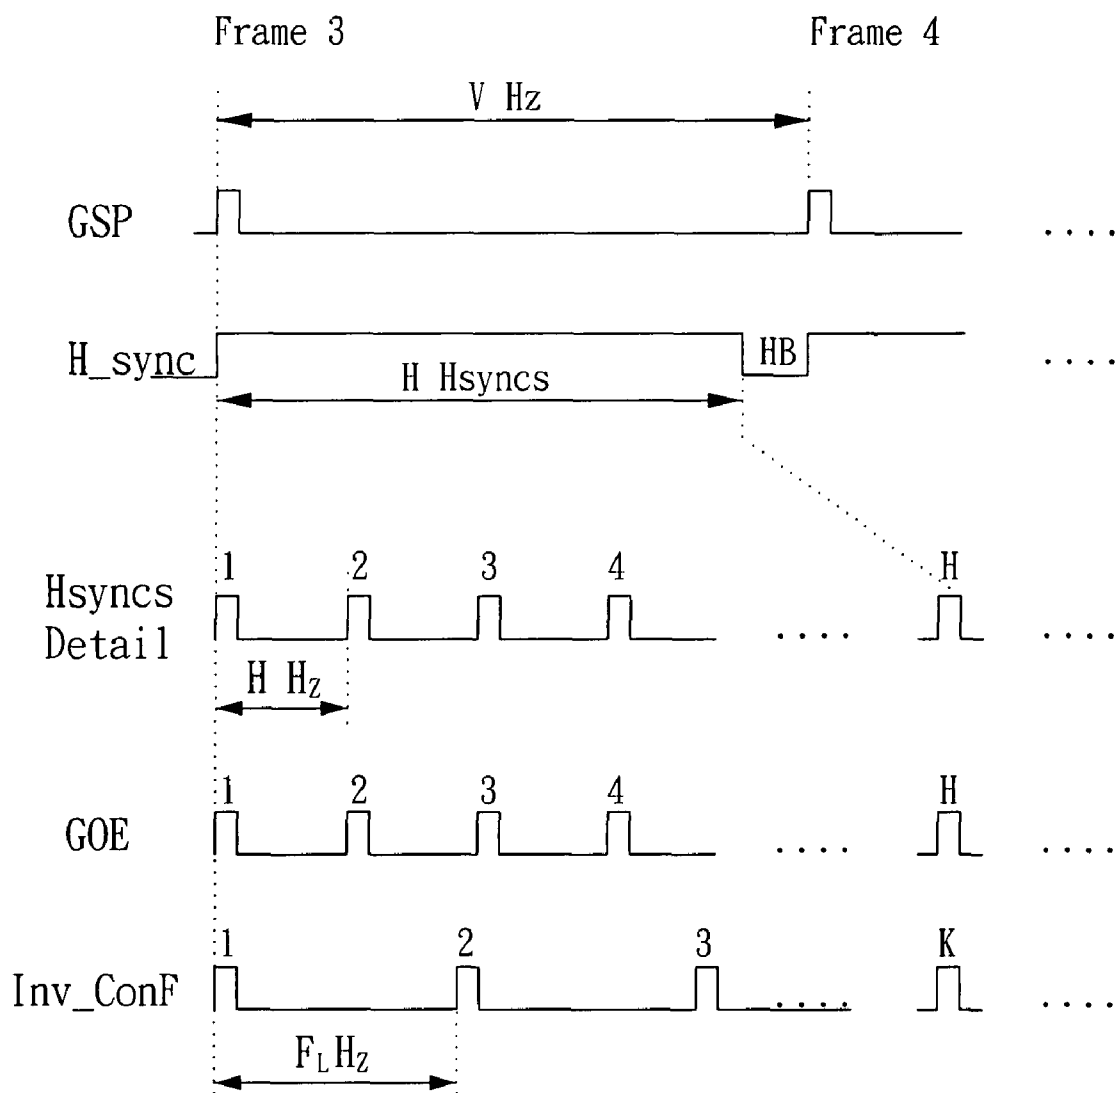 Frame 3 Frame 4
V Hz
GSP ....
H_sync HB ....
H Hsyncs
1 2 3 4 H
Hsyncs
Detail .... ....
H Hz
1 2 3 4 H
GOE .... ....
1 2 3 K
Inv_ConF .... ....
FL Hz